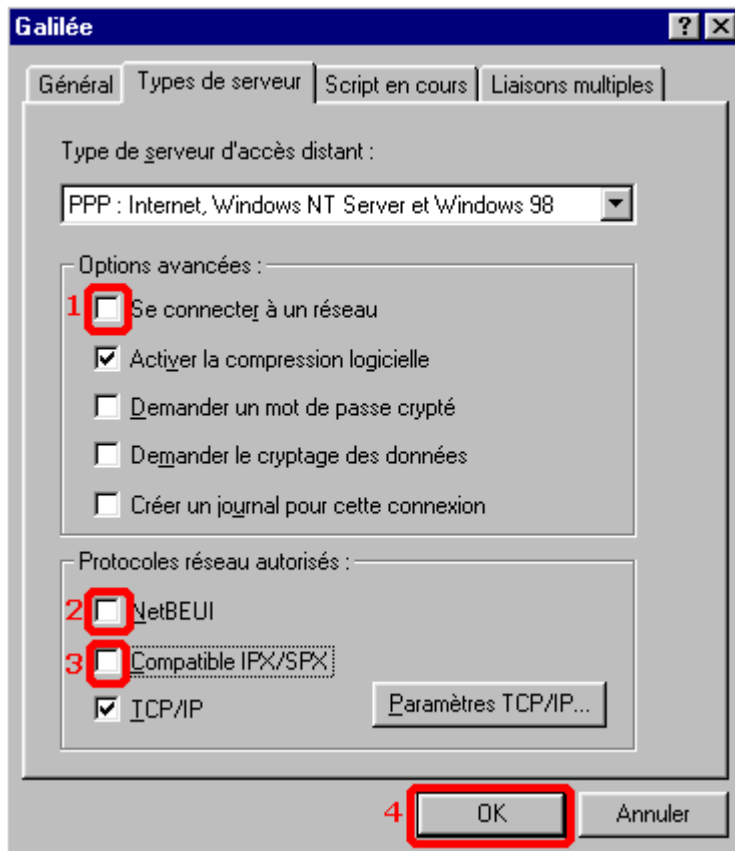 Galilée
Général Types de serveur Script en cours Liaisons multiples
Type de serveur d'accès distant :
PPP : Internet, Windows NT Server et Windows 98
Options avancées :
1 Se connecter à un réseau
Activer la compression logicielle
Demander un mot de passe crypté
Demander le cryptage des données
Créer un journal pour cette connexion
Protocoles réseau autorisés :
2 NetBEUI
3 Compatible IPX/SPX
TCP/IP Paramètres TCP/IP...
4 OK Annuler